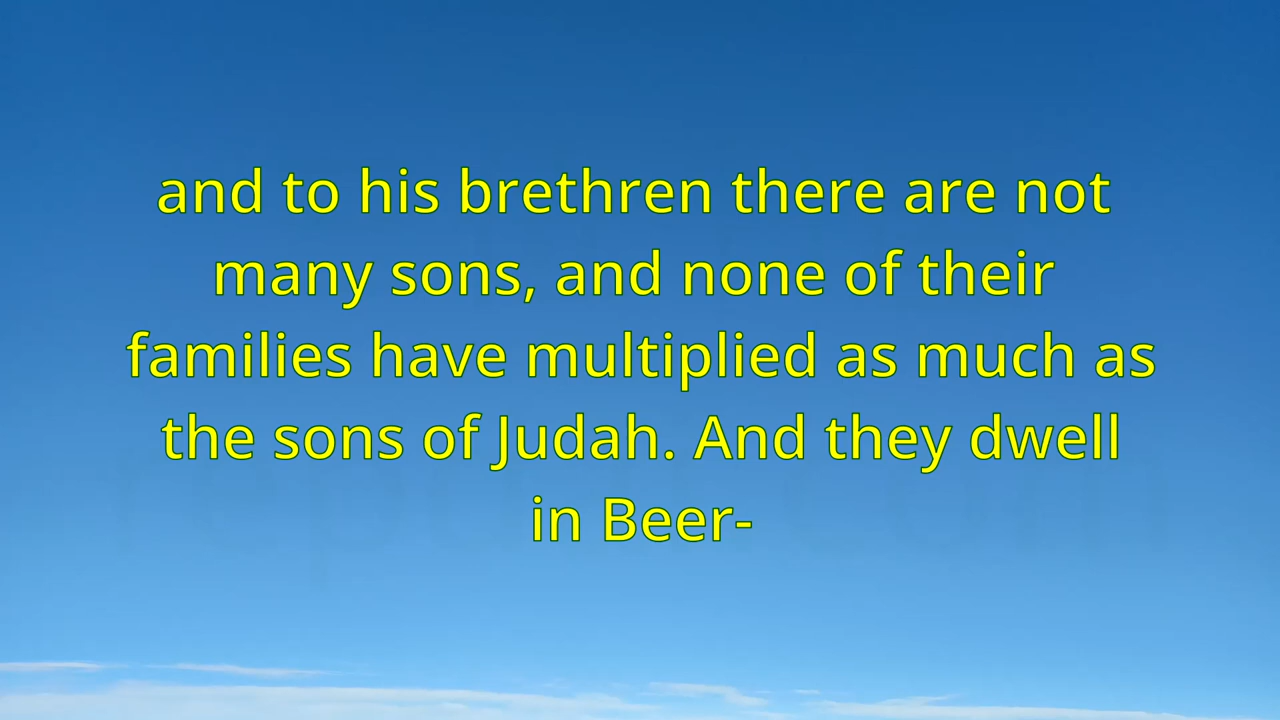 and to his brethren there are not
many sons, and none of their
families have multiplied as much as
the sons of Judah. And they dwell
in Beer-